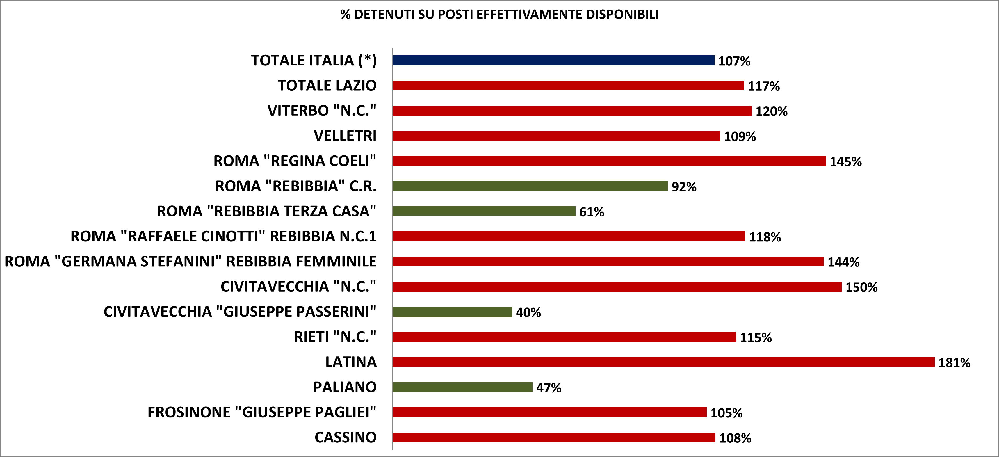 % DETENUTI SU POSTI EFFETTIVAMENTE DISPONIBILI
TOTALE ITALIA (*) 107%
TOTALE LAZIO 117%
VITERBO "N.C." 120%
VELLETRI 109%
ROMA "REGINA COELI" 145%
ROMA "REBIBBIA" C.R. 92%
ROMA "REBIBBIA TERZA CASA" 61%
ROMA "RAFFAELE CINOTTI" REBIBBIA N.C.1 118%
ROMA "GERMANA STEFANINI" REBIBBIA FEMMINILE 144%
CIVITAVECCHIA "N.C." 150%
CIVITAVECCHIA "GIUSEPPE PASSERINI" 40%
RIETI "N.C." 115%
LATINA 181%
PALIANO 47%
FROSINONE "GIUSEPPE PAGLIEI" 105%
CASSINO 108%